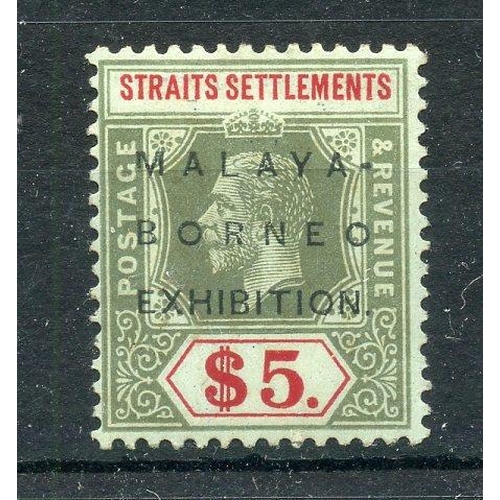 STRAITS SETTLEMENTS
POSTAGE
& REVENUE
MALAYA-
BORNEO
EXHIBITION.
$5.